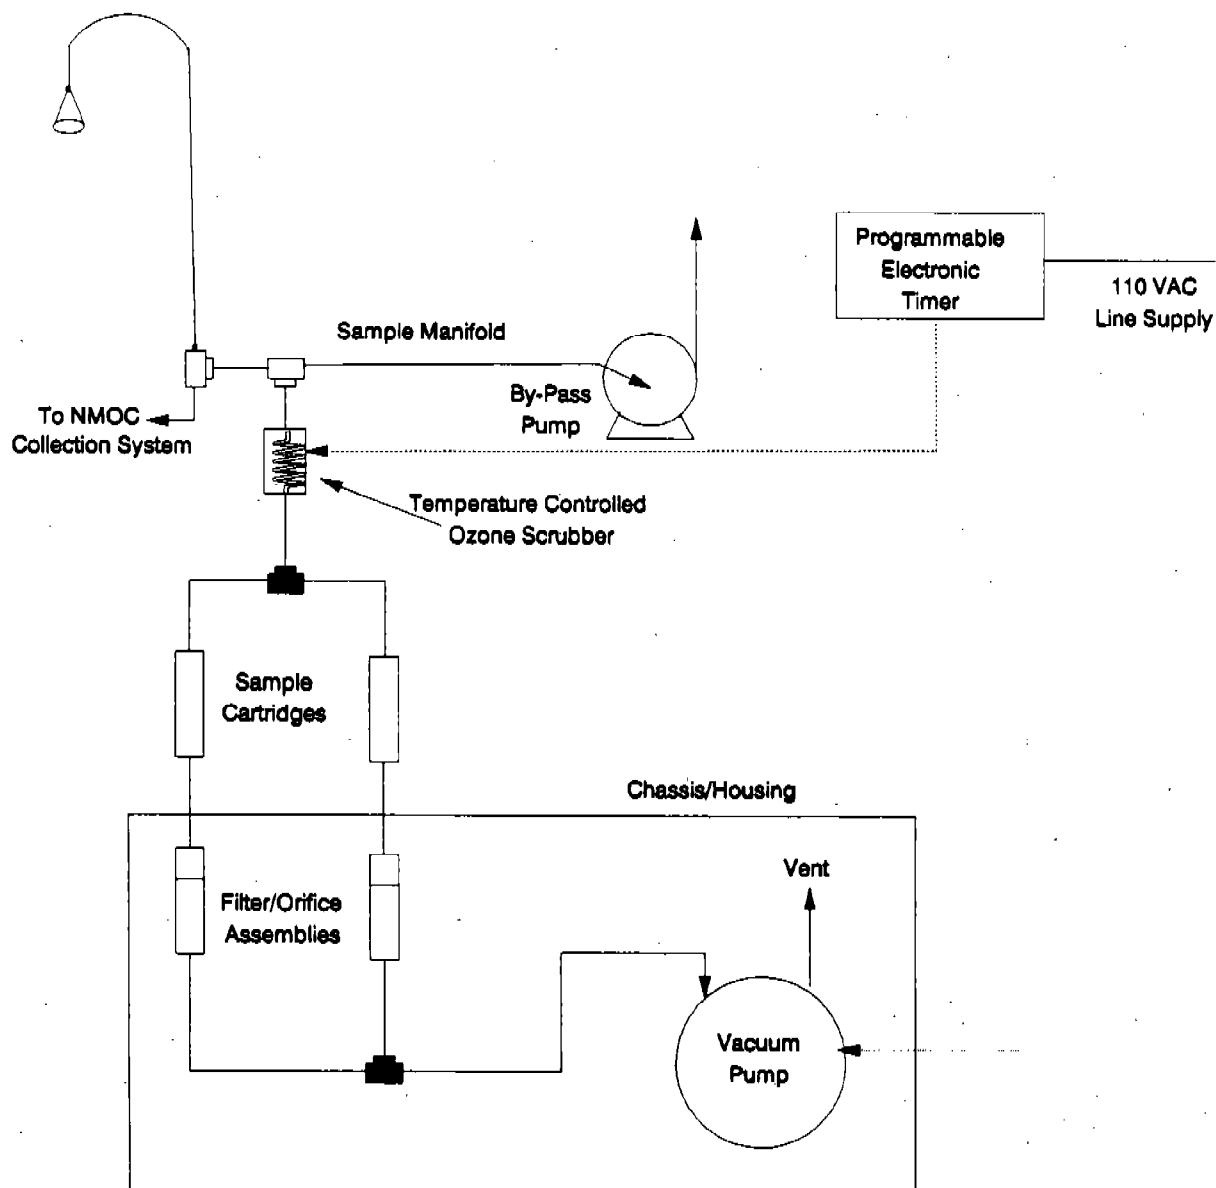 Programmable
Electronic
Timer
110 VAC
Line Supply
Sample Manifold
By-Pass
Pump
To NMOC
Collection System
Temperature Controlled
Ozone Scrubber
Sample
Cartridges
Chassis/Housing
Vent
Filter/Orifice
Assemblies
Vacuum
Pump